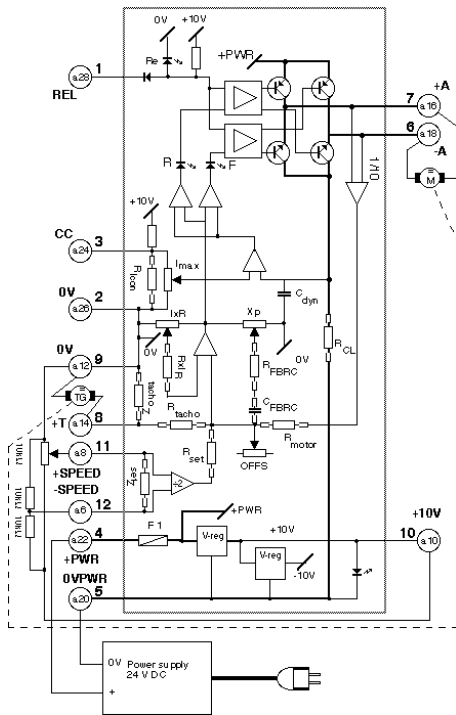 0V
+10V
Re
+PWR
1
a28
REL
7
+A
a16
6
a18
-A
M
R
F
1/10
+10V
CC
3
a24
Rlcon
Imax
0V
2
a26
Cdyn
IxR
Xp
0V
9
0V
0V
a12
RIxR
RFBRC
RCL
TG
tacho Z
Rtacho
CFBRC
Rmotor
+T
8
a14
10kΩ
11
a8
+SPEED
-SPEED
Rset
OFFS
10kΩ
setZ
÷2
12
a6
10kΩ
+PWR
4
a22
+PWR
F1
V-reg
+10V
10
+10V
a10
V-reg
-10V
0VPWR
a20
5
0V
Power supply
24 V DC
+